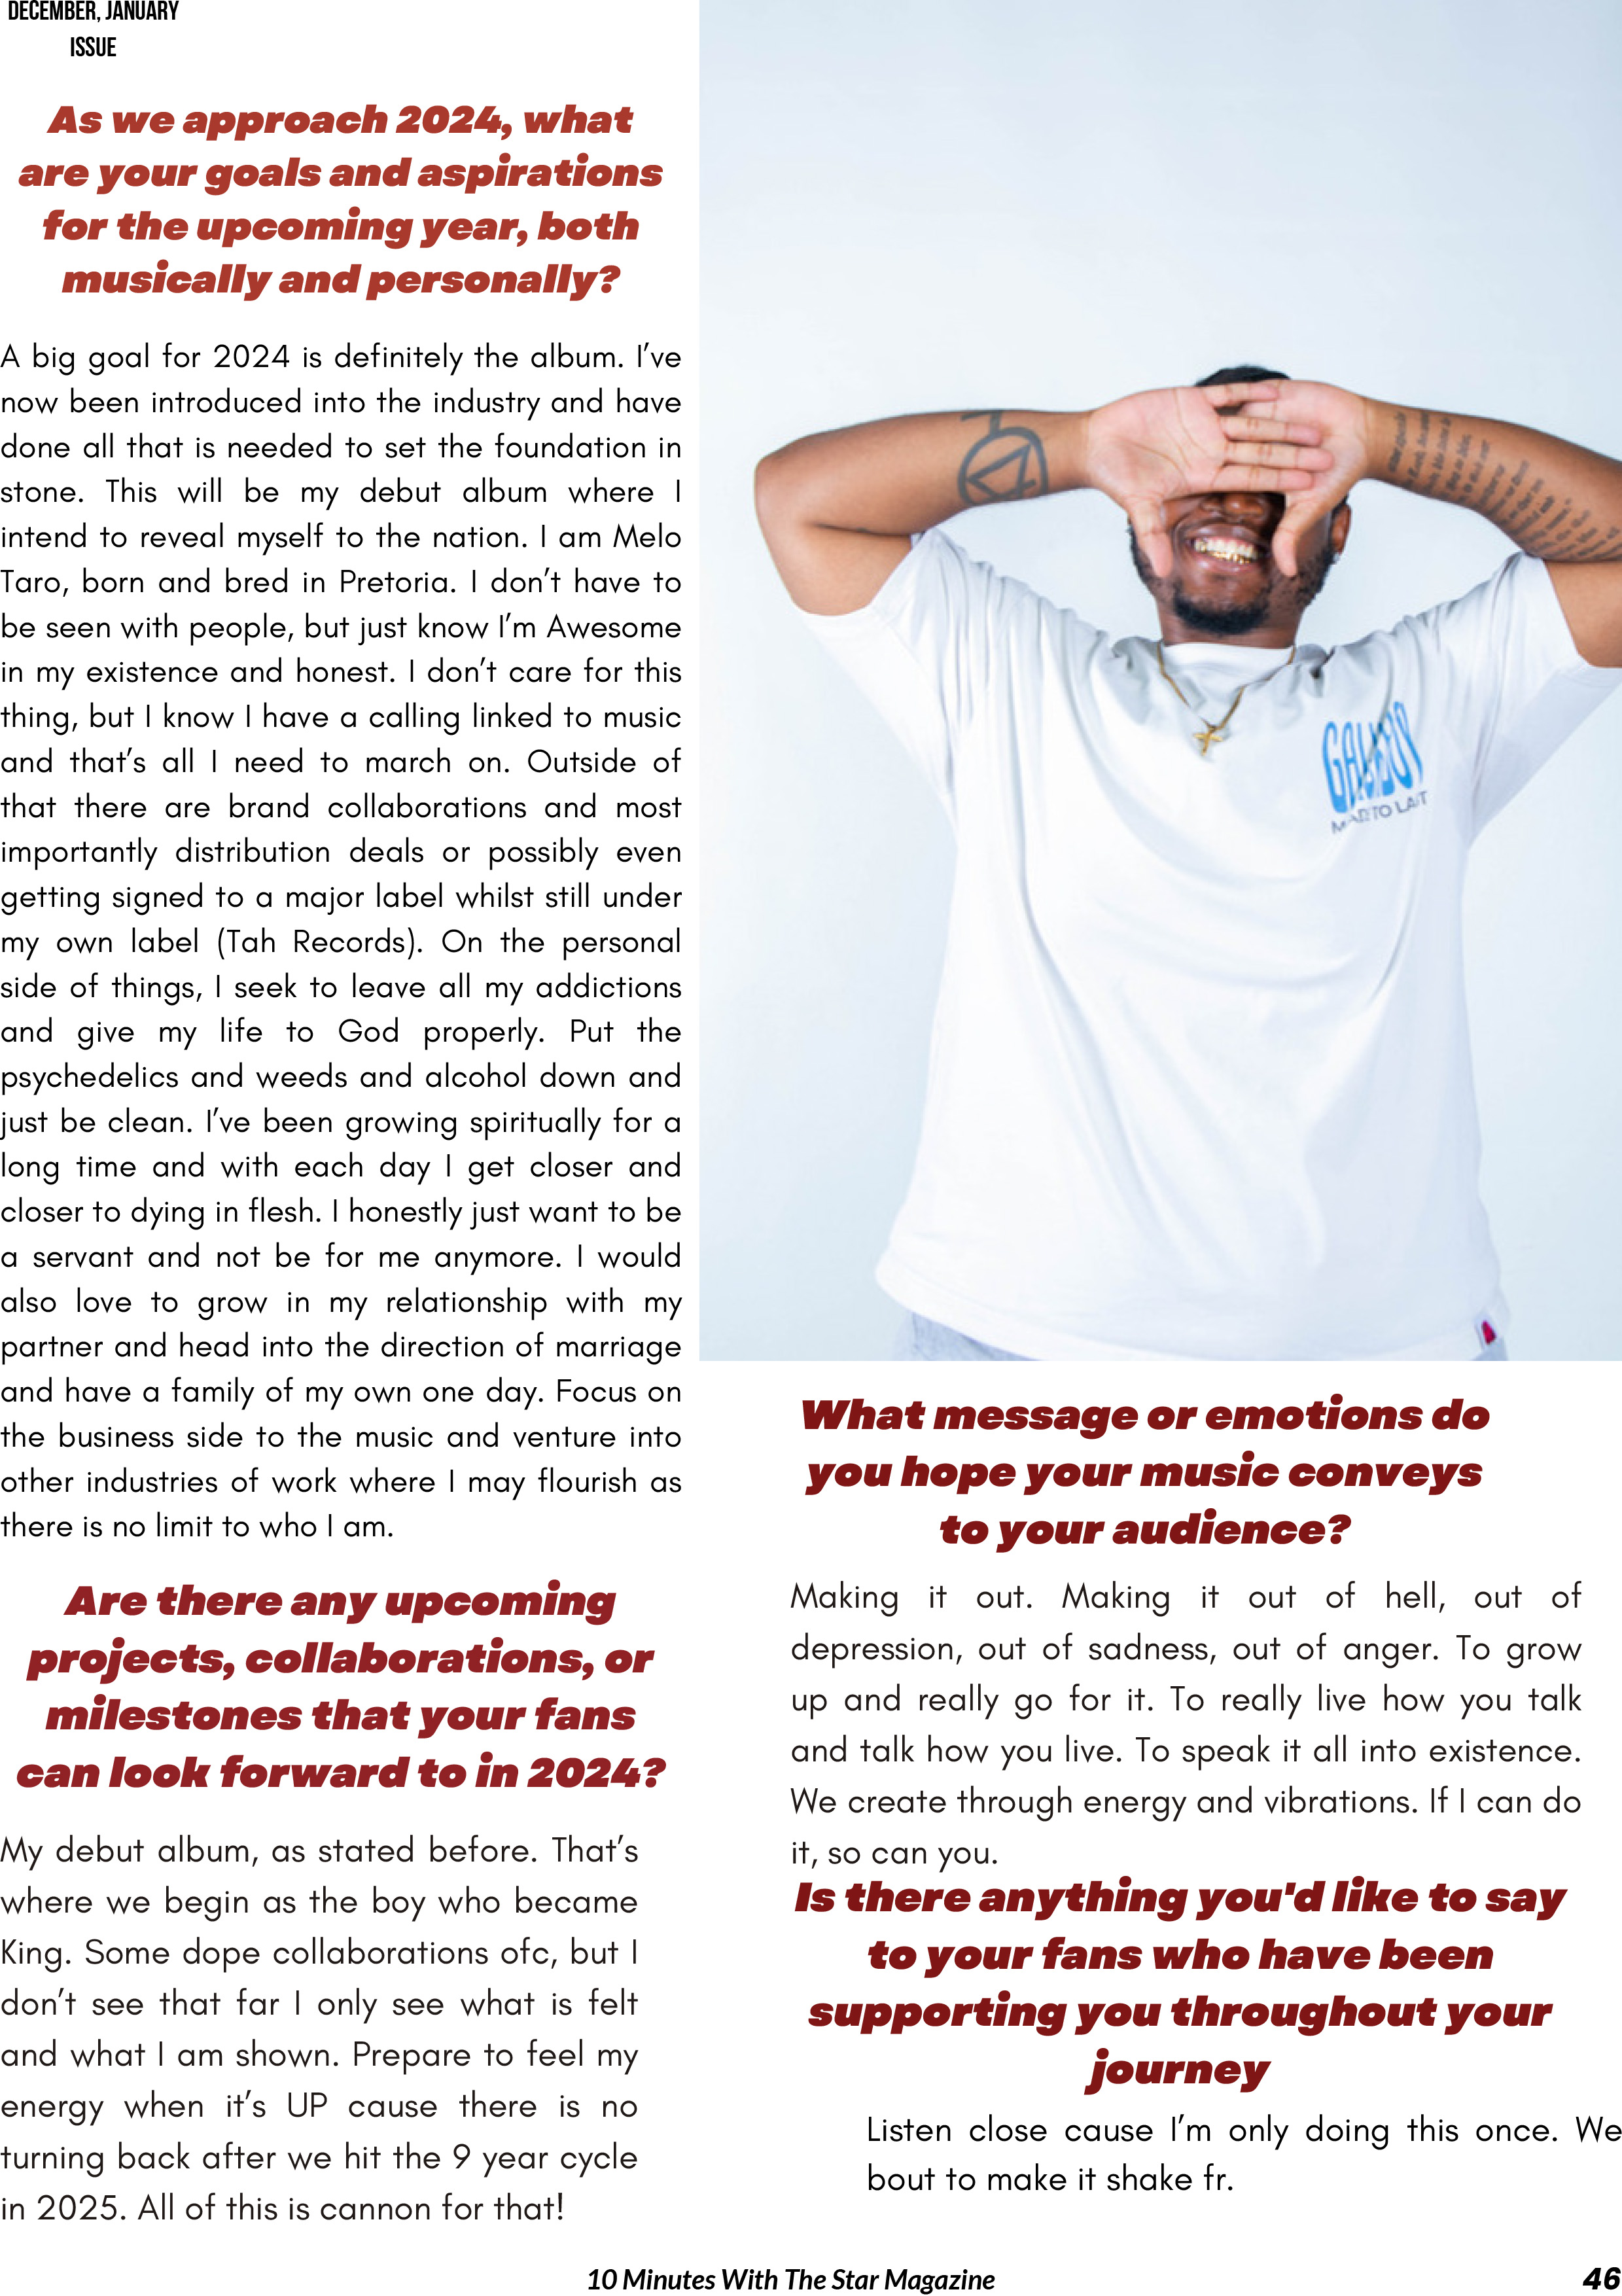 DECEMBER, JANUARY
ISSUE
As we approach 2024, what
are your goals and aspirations
for the upcoming year, both
musically and personally?
A big goal for 2024 is definitely the album. I’ve
now been introduced into the industry and have
done all that is needed to set the foundation in
stone. This will be my debut album where I
intend to reveal myself to the nation. I am Melo
Taro, born and bred in Pretoria. I don’t have to
be seen with people, but just know I’m Awesome
in my existence and honest. I don’t care for this
thing, but I know I have a calling linked to music
and that’s all I need to march on. Outside of
that there are brand collaborations and most
importantly distribution deals or possibly even
getting signed to a major label whilst still under
my own label (Tah Records). On the personal
side of things, I seek to leave all my addictions
and give my life to God properly. Put the
psychedelics and weeds and alcohol down and
just be clean. I’ve been growing spiritually for a
long time and with each day I get closer and
closer to dying in flesh. I honestly just want to be
a servant and not be for me anymore. I would
also love to grow in my relationship with my
partner and head into the direction of marriage
and have a family of my own one day. Focus on
the business side to the music and venture into
other industries of work where I may flourish as
there is no limit to who I am.
Are there any upcoming
projects, collaborations, or
milestones that your fans
can look forward to in 2024?
My debut album, as stated before. That’s
where we begin as the boy who became
King. Some dope collaborations ofc, but I
don’t see that far I only see what is felt
and what I am shown. Prepare to feel my
energy when it’s UP cause there is no
turning back after we hit the 9 year cycle
in 2025. All of this is cannon for that!
TO
What message or emotions do
you hope your music conveys
to your audience?
Making it out. Making it out of hell, out of
depression, out of sadness, out of anger. To grow
up and really go for it. To really live how you talk
and talk how you live. To speak it all into existence.
We create through energy and vibrations. If I can do
it, so can you.
Is there anything you'd like to say
to your fans who have been
supporting you throughout your
journey
Listen close cause I’m only doing this once. We
bout to make it shake fr.
10 Minutes With The Star Magazine
46